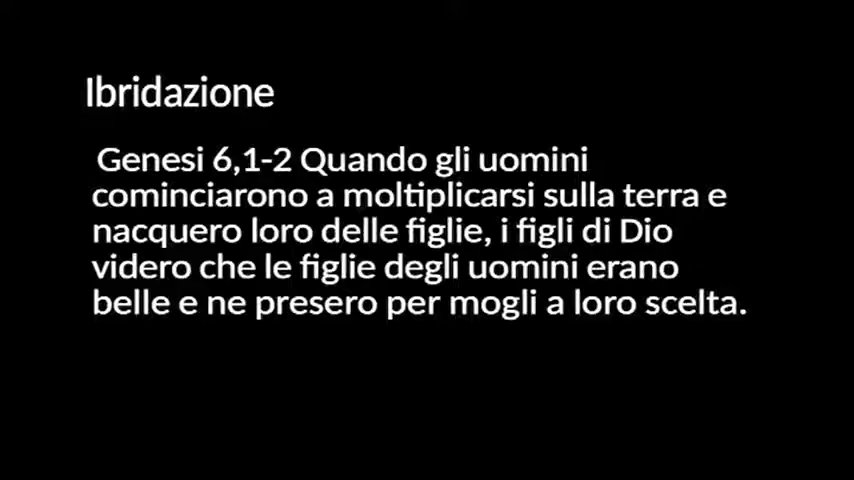 Ibridazione
Genesi 6,1-2 Quando gli uomini
cominciarono a moltiplicarsi sulla terra e
nacquero loro delle figlie, i figli di Dio
videro che le figlie degli uomini erano
belle e ne presero per mogli a loro scelta.